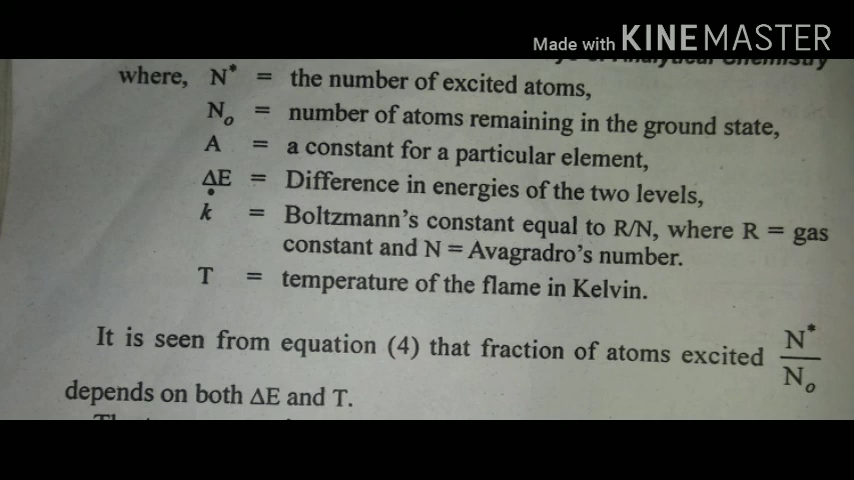 Made with KINEMASTER
of Analytical Chemistry
where, N* = the number of excited atoms,
N₀ = number of atoms remaining in the ground state,
A = a constant for a particular element,
ΔE = Difference in energies of the two levels,
k = Boltzmann's constant equal to R/N, where R = gas
constant and N = Avagradro's number.
T = temperature of the flame in Kelvin.
It is seen from equation (4) that fraction of atoms excited N*/N₀
depends on both ΔE and T.